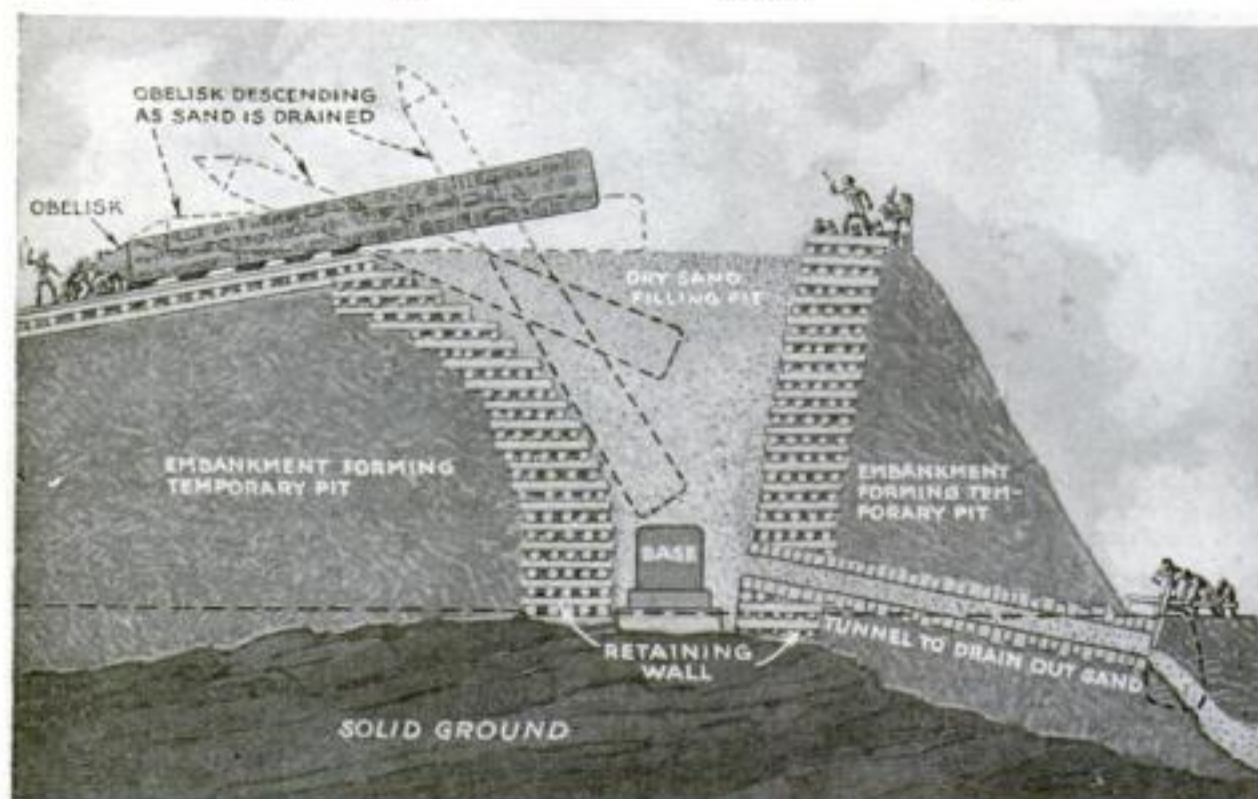 OBELISK DESCENDING
AS SAND IS DRAINED
OBELISK
DRY SAND
FILLING PIT
EMBANKMENT FORMING
TEMPORARY PIT
EMBANKMENT
FORMING TEM-
PORARY PIT
BASE
RETAINING
WALL
TUNNEL TO DRAIN OUT SAND
SOLID GROUND